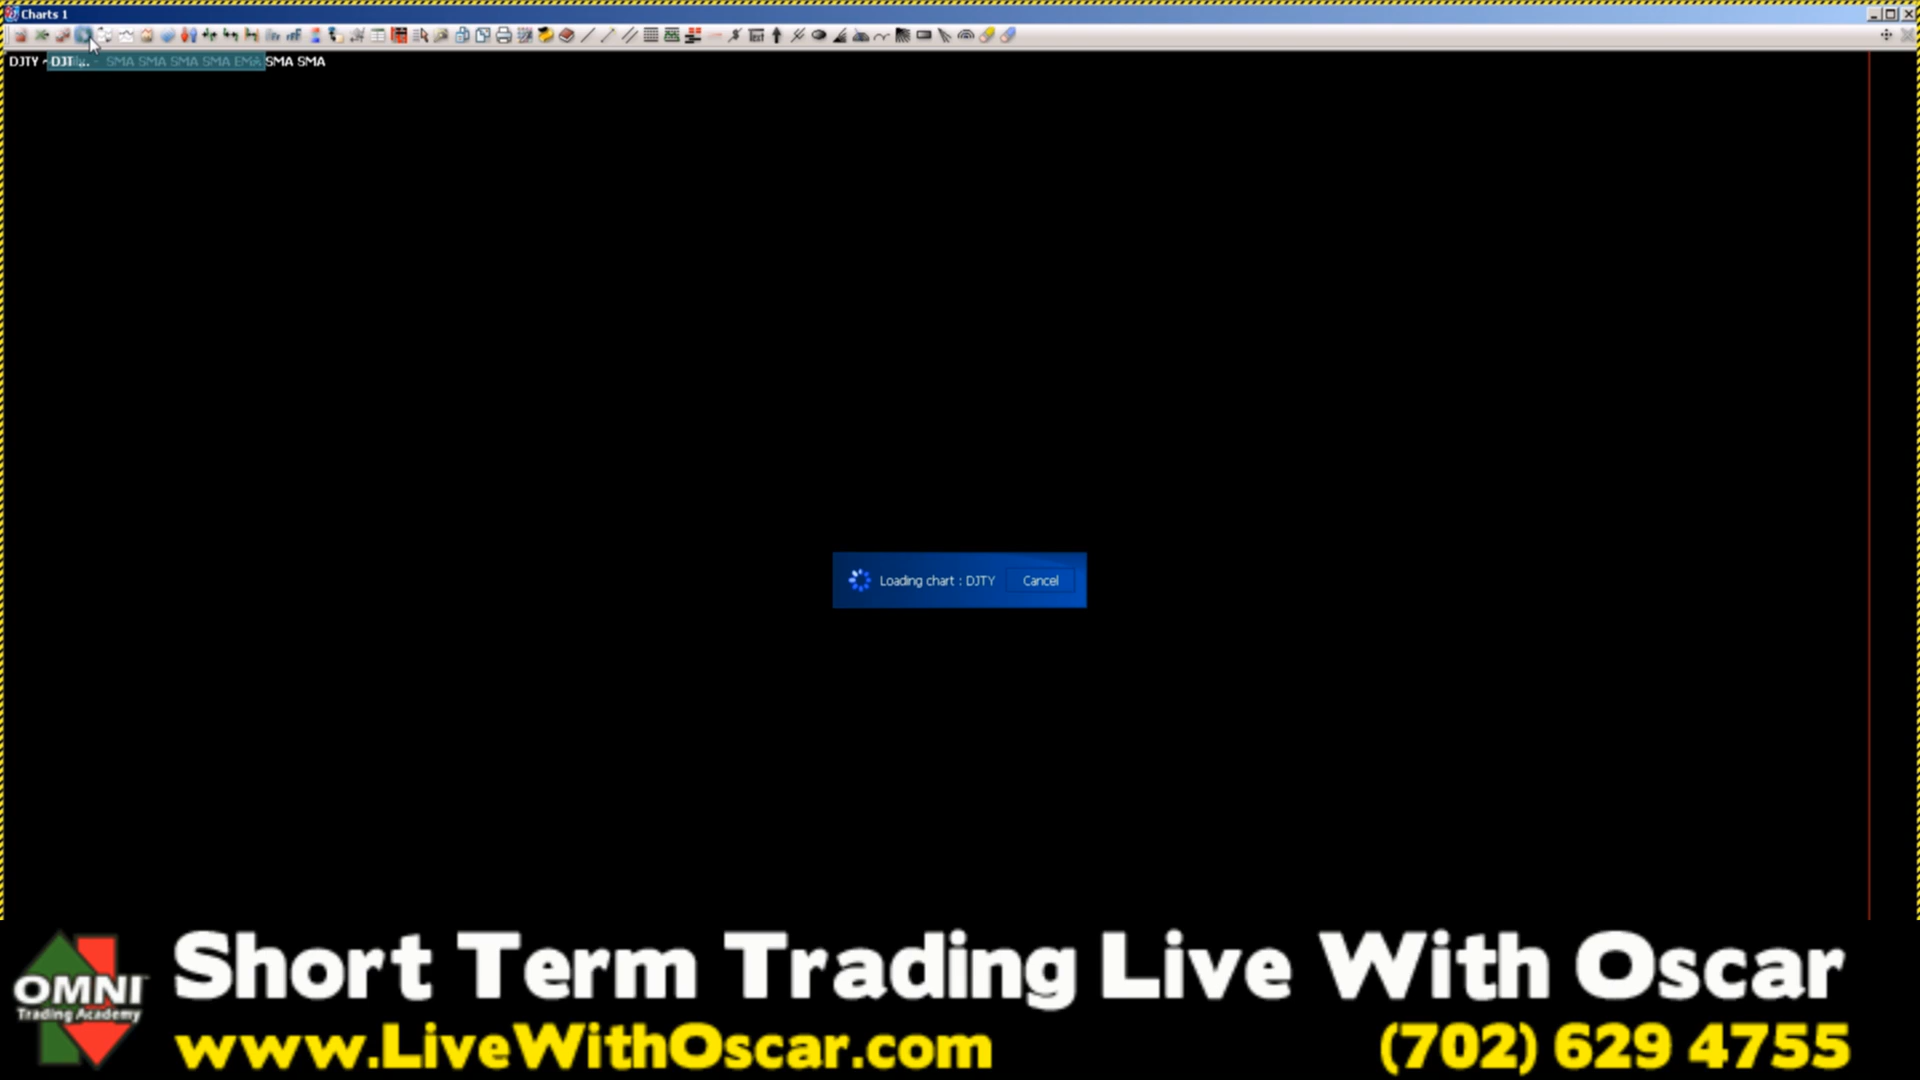 Charts 1
DJTY - DJT... - SMA SMA SMA SMA EMA SMA SMA
Loading chart : DJTY
Cancel
OMNI
Trading Academy
Short Term Trading Live With Oscar
www.LiveWithOscar.com
(702) 629 4755